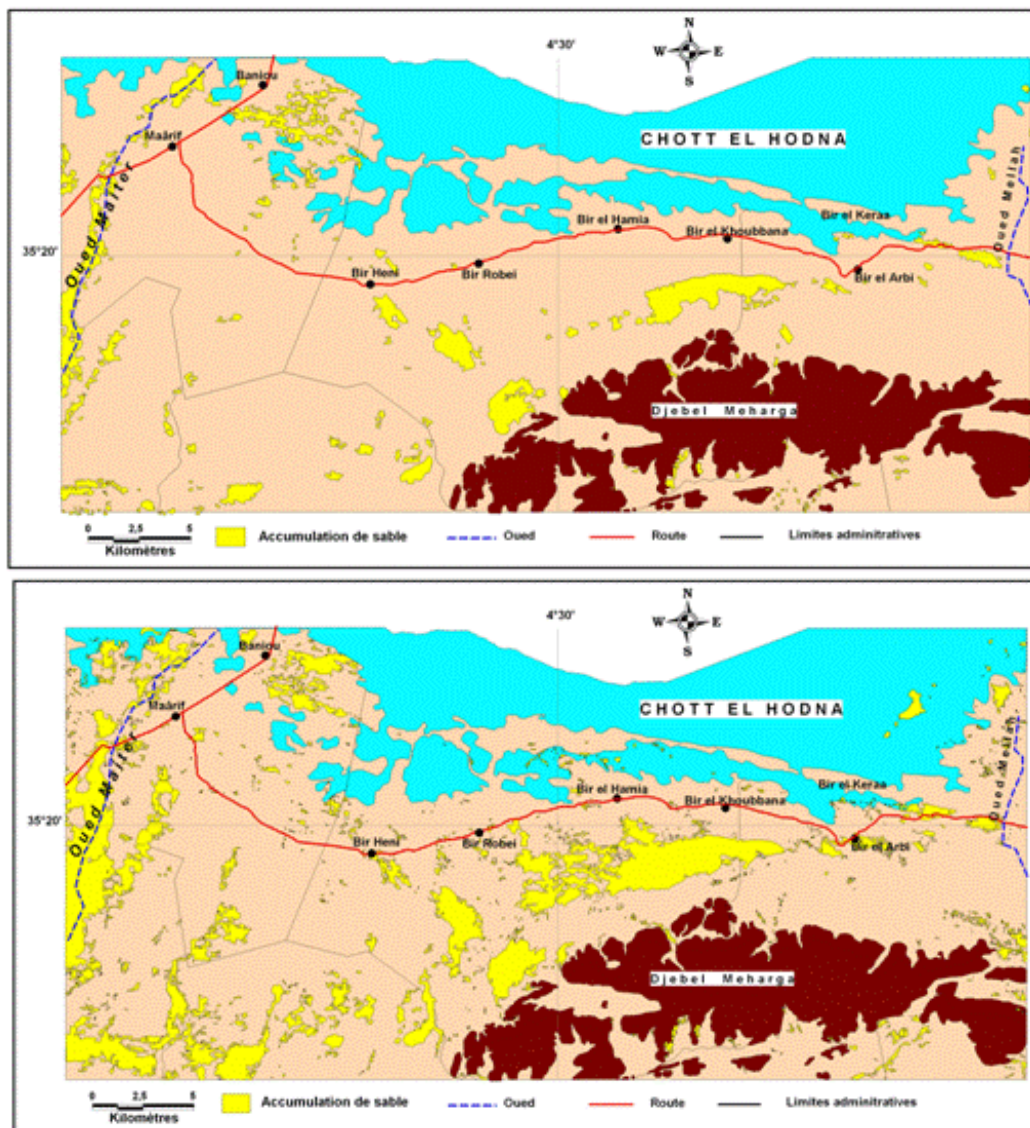 N
4°30'
W E
S
Baniou
CHOTT EL HODNA
Maârif
Oued Mellah
Oued Maïter
Bir el Keraa
Bir el Hamia
Bir el Khoubbana
35°20'
Bir Heni
Bir Robei
Bir el Arbi
Djebel Meharga
0 2,5 5
Kilomètres
Accumulation de sable
Oued
Route
Limites adminitratives
N
4°30'
W E
S
Baniou
CHOTT EL HODNA
Maârif
Oued Mellah
Oued Maïter
Bir el Keraa
Bir el Hamia
Bir el Khoubbana
35°20'
Bir Heni
Bir Robei
Bir el Arbi
Djebel Meharga
0 2,5 5
Kilomètres
Accumulation de sable
Oued
Route
Limites adminitratives